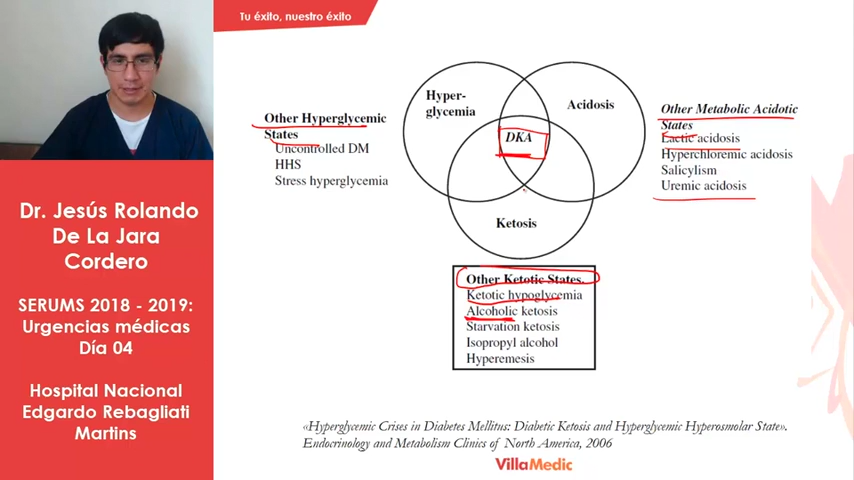 Tu éxito, nuestro éxito
Dr. Jesús Rolando
De La Jara
Cordero
SERUMS 2018 - 2019:
Urgencias médicas
Día 04
Hospital Nacional
Edgardo Rebagliati
Martins
Other Hyperglycemic
States
Uncontrolled DM
HHS
Stress hyperglycemia
Hyper-
glycemia
Acidosis
DKA
Ketosis
Other Metabolic Acidotic
States
Lactic acidosis
Hyperchloremic acidosis
Salicylism
Uremic acidosis
Other Ketotic States.
Ketotic hypoglycemia
Alcoholic ketosis
Starvation ketosis
Isopropyl alcohol
Hyperemesis
«Hyperglycemic Crises in Diabetes Mellitus: Diabetic Ketosis and Hyperglycemic Hyperosmolar State».
Endocrinology and Metabolism Clinics of North America, 2006
VillaMedic